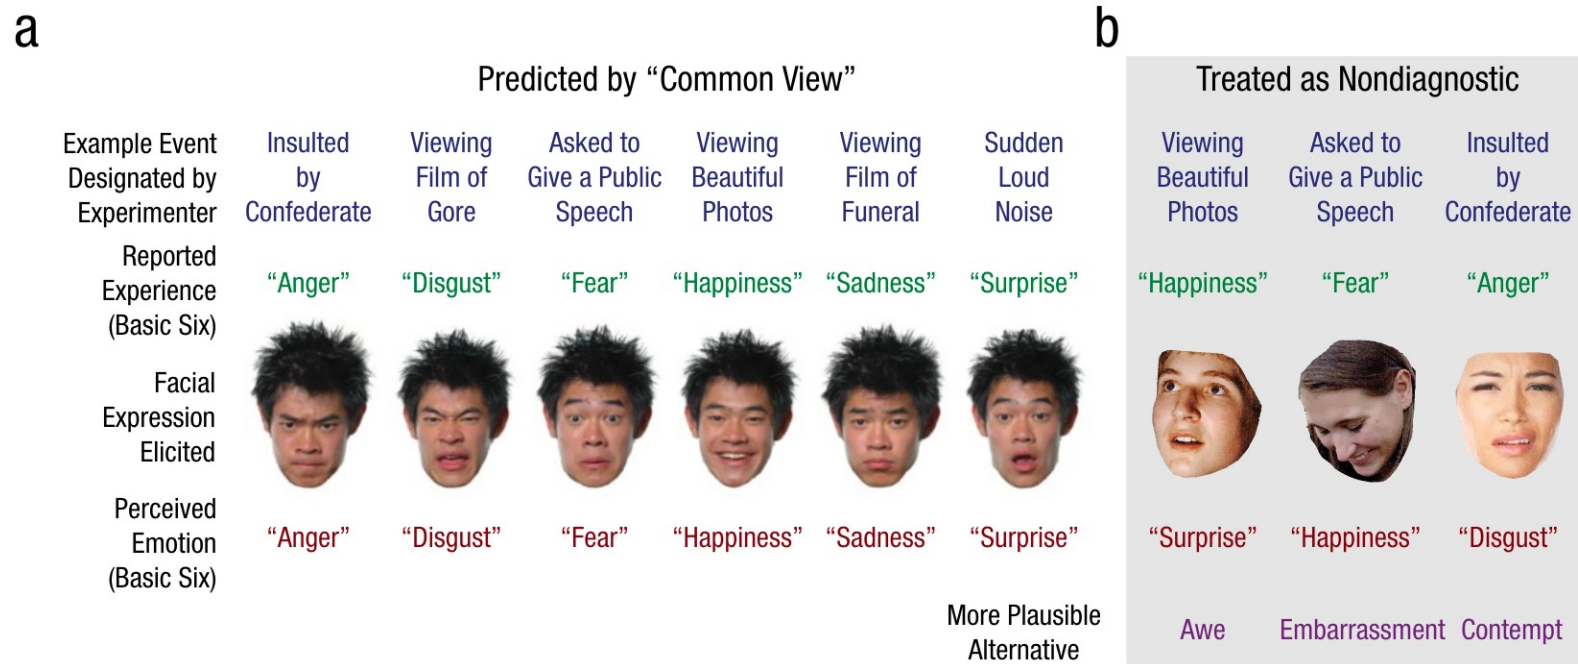 a
b
Predicted by “Common View”
Treated as Nondiagnostic
Example Event
Designated by
Experimenter
Insulted
by
Confederate
Viewing
Film of
Gore
Asked to
Give a Public
Speech
Viewing
Beautiful
Photos
Viewing
Film of
Funeral
Sudden
Loud
Noise
Viewing
Beautiful
Photos
Asked to
Give a Public
Speech
Insulted
by
Confederate
Reported
Experience
(Basic Six)
“Anger”
“Disgust”
“Fear”
“Happiness”
“Sadness”
“Surprise”
“Happiness”
“Fear”
“Anger”
Facial
Expression
Elicited
Perceived
Emotion
(Basic Six)
“Anger”
“Disgust”
“Fear”
“Happiness”
“Sadness”
“Surprise”
“Surprise”
“Happiness”
“Disgust”
More Plausible
Alternative
Awe
Embarrassment
Contempt